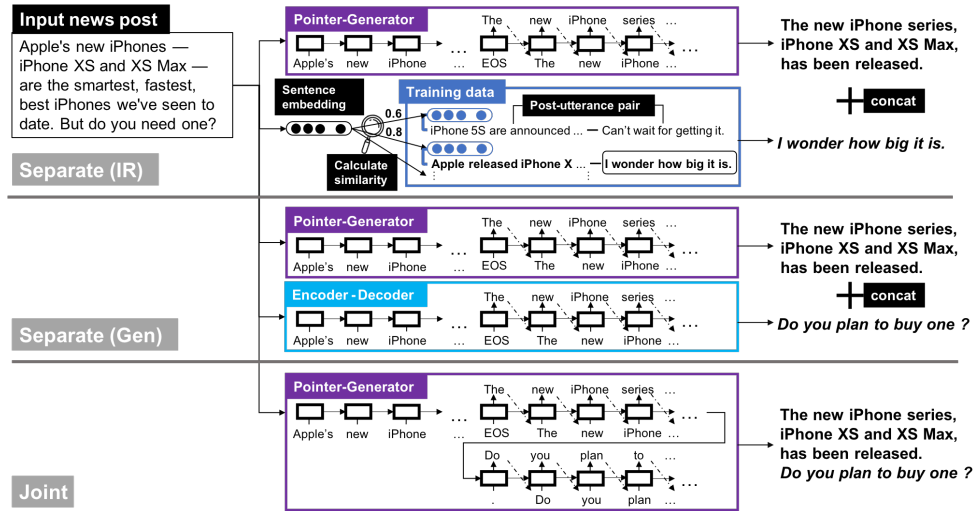 Input news post
Apple's new iPhones —
iPhone XS and XS Max —
are the smartest, fastest,
best iPhones we've seen to
date. But do you need one?
Separate (IR)
Pointer-Generator
The new iPhone series ...
...
...
Apple's new iPhone ... EOS The new iPhone ...
Sentence
embedding
0.6
0.8
Calculate
similarity
Training data
Post-utterance pair
iPhone 5S are announced ... — Can't wait for getting it.
Apple released iPhone X ... — I wonder how big it is.
The new iPhone series,
iPhone XS and XS Max,
has been released.
+ concat
I wonder how big it is.
Separate (Gen)
Pointer-Generator
The new iPhone series ...
...
...
Apple's new iPhone ... EOS The new iPhone ...
Encoder - Decoder
The new iPhone series ...
...
...
Apple's new iPhone ... EOS The new iPhone ...
The new iPhone series,
iPhone XS and XS Max,
has been released.
+ concat
Do you plan to buy one ?
Joint
Pointer-Generator
The new iPhone series ...
...
...
Apple's new iPhone ... EOS The new iPhone ...
Do you plan to ...
...
. Do you plan ...
The new iPhone series,
iPhone XS and XS Max,
has been released.
Do you plan to buy one ?